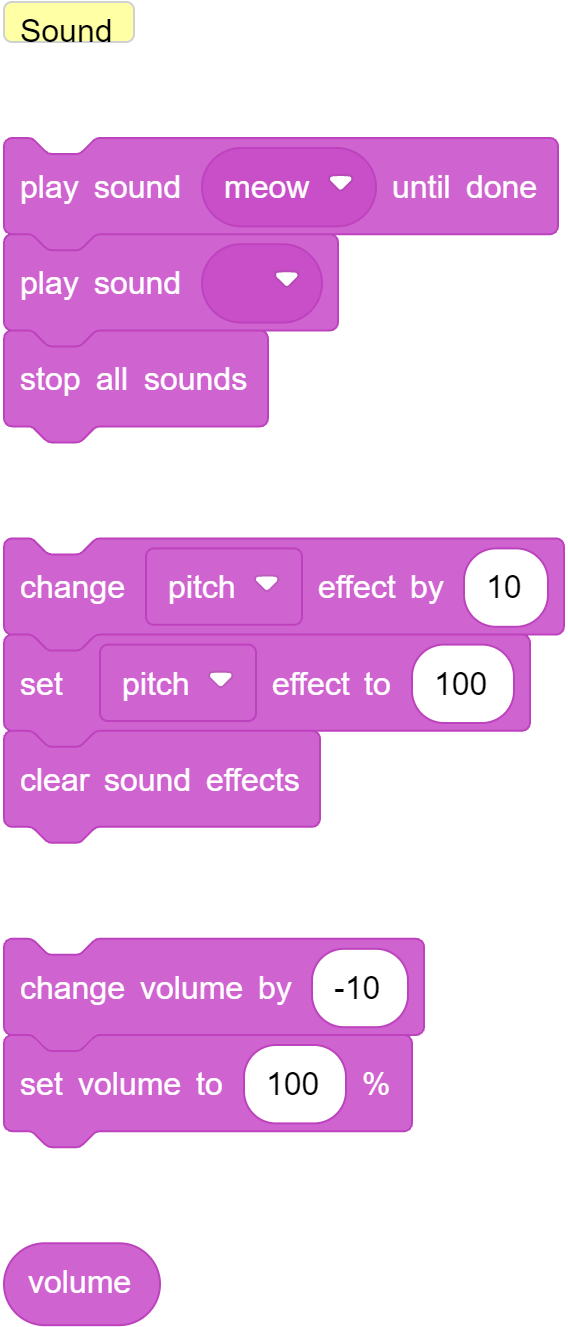 Sound
play sound meow until done
play sound
stop all sounds
change pitch effect by 10
set pitch effect to 100
clear sound effects
change volume by -10
set volume to 100 %
volume